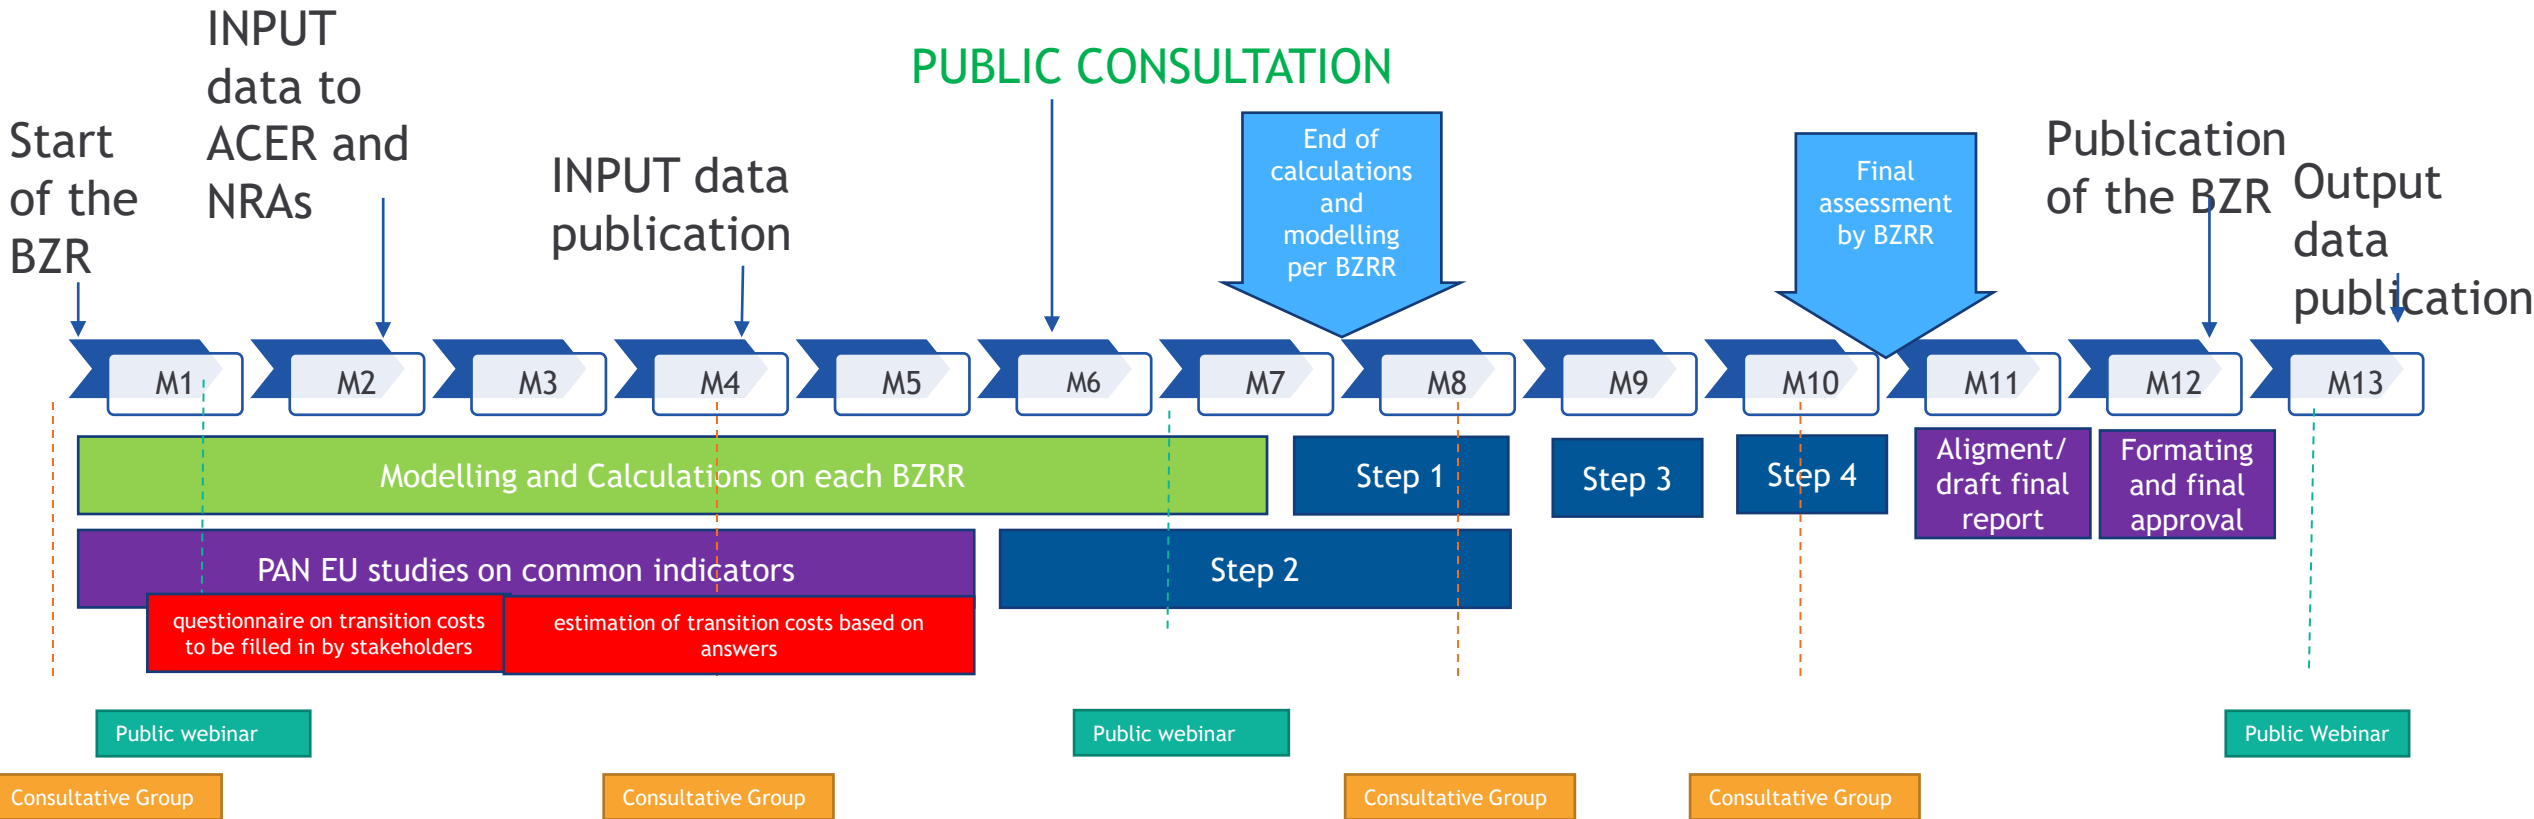 Start
of the
BZR
INPUT
data to
ACER and
NRAs
INPUT data
publication
PUBLIC CONSULTATION
End of
calculations
and
modelling
per BZRR
Final
assessment
by BZRR
Publication
of the BZR
Output
data
publication
M1
M2
M3
M4
M5
M6
M7
M8
M9
M10
M11
M12
M13
Modelling and Calculations on each BZRR
Step 1
Step 3
Step 4
Aligment/
draft final
report
Formating
and final
approval
PAN EU studies on common indicators
Step 2
questionnaire on transition costs
to be filled in by stakeholders
estimation of transition costs based on
answers
Public webinar
Public webinar
Public Webinar
Consultative Group
Consultative Group
Consultative Group
Consultative Group